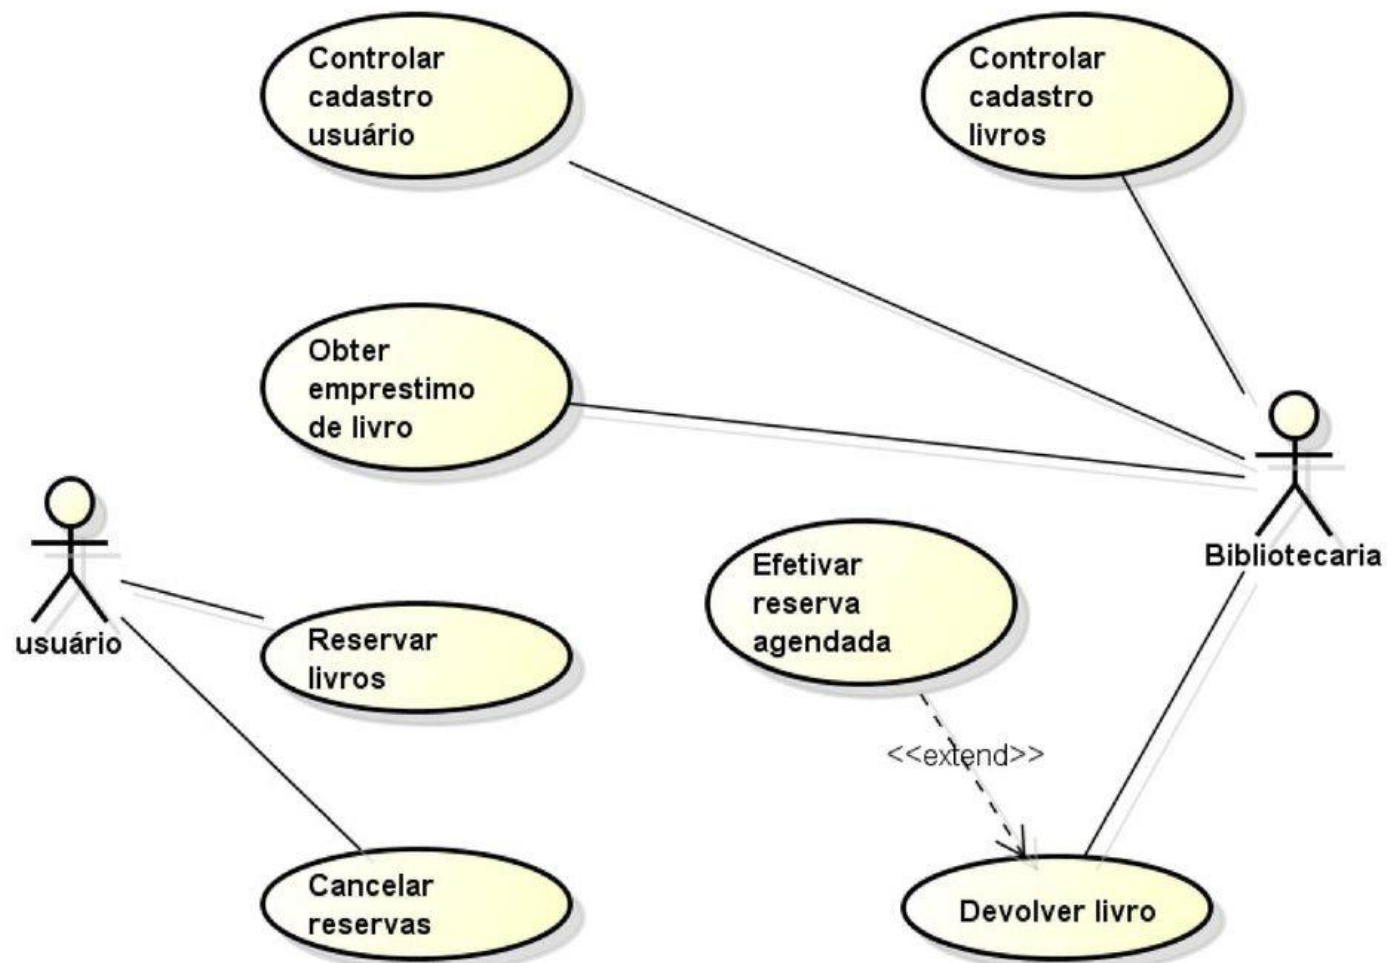 Controlar
cadastro
usuário
Controlar
cadastro
livros
Obter
emprestimo
de livro
Bibliotecaria
Efetivar
reserva
agendada
usuário
Reservar
livros
<<extend>>
Cancelar
reservas
Devolver livro